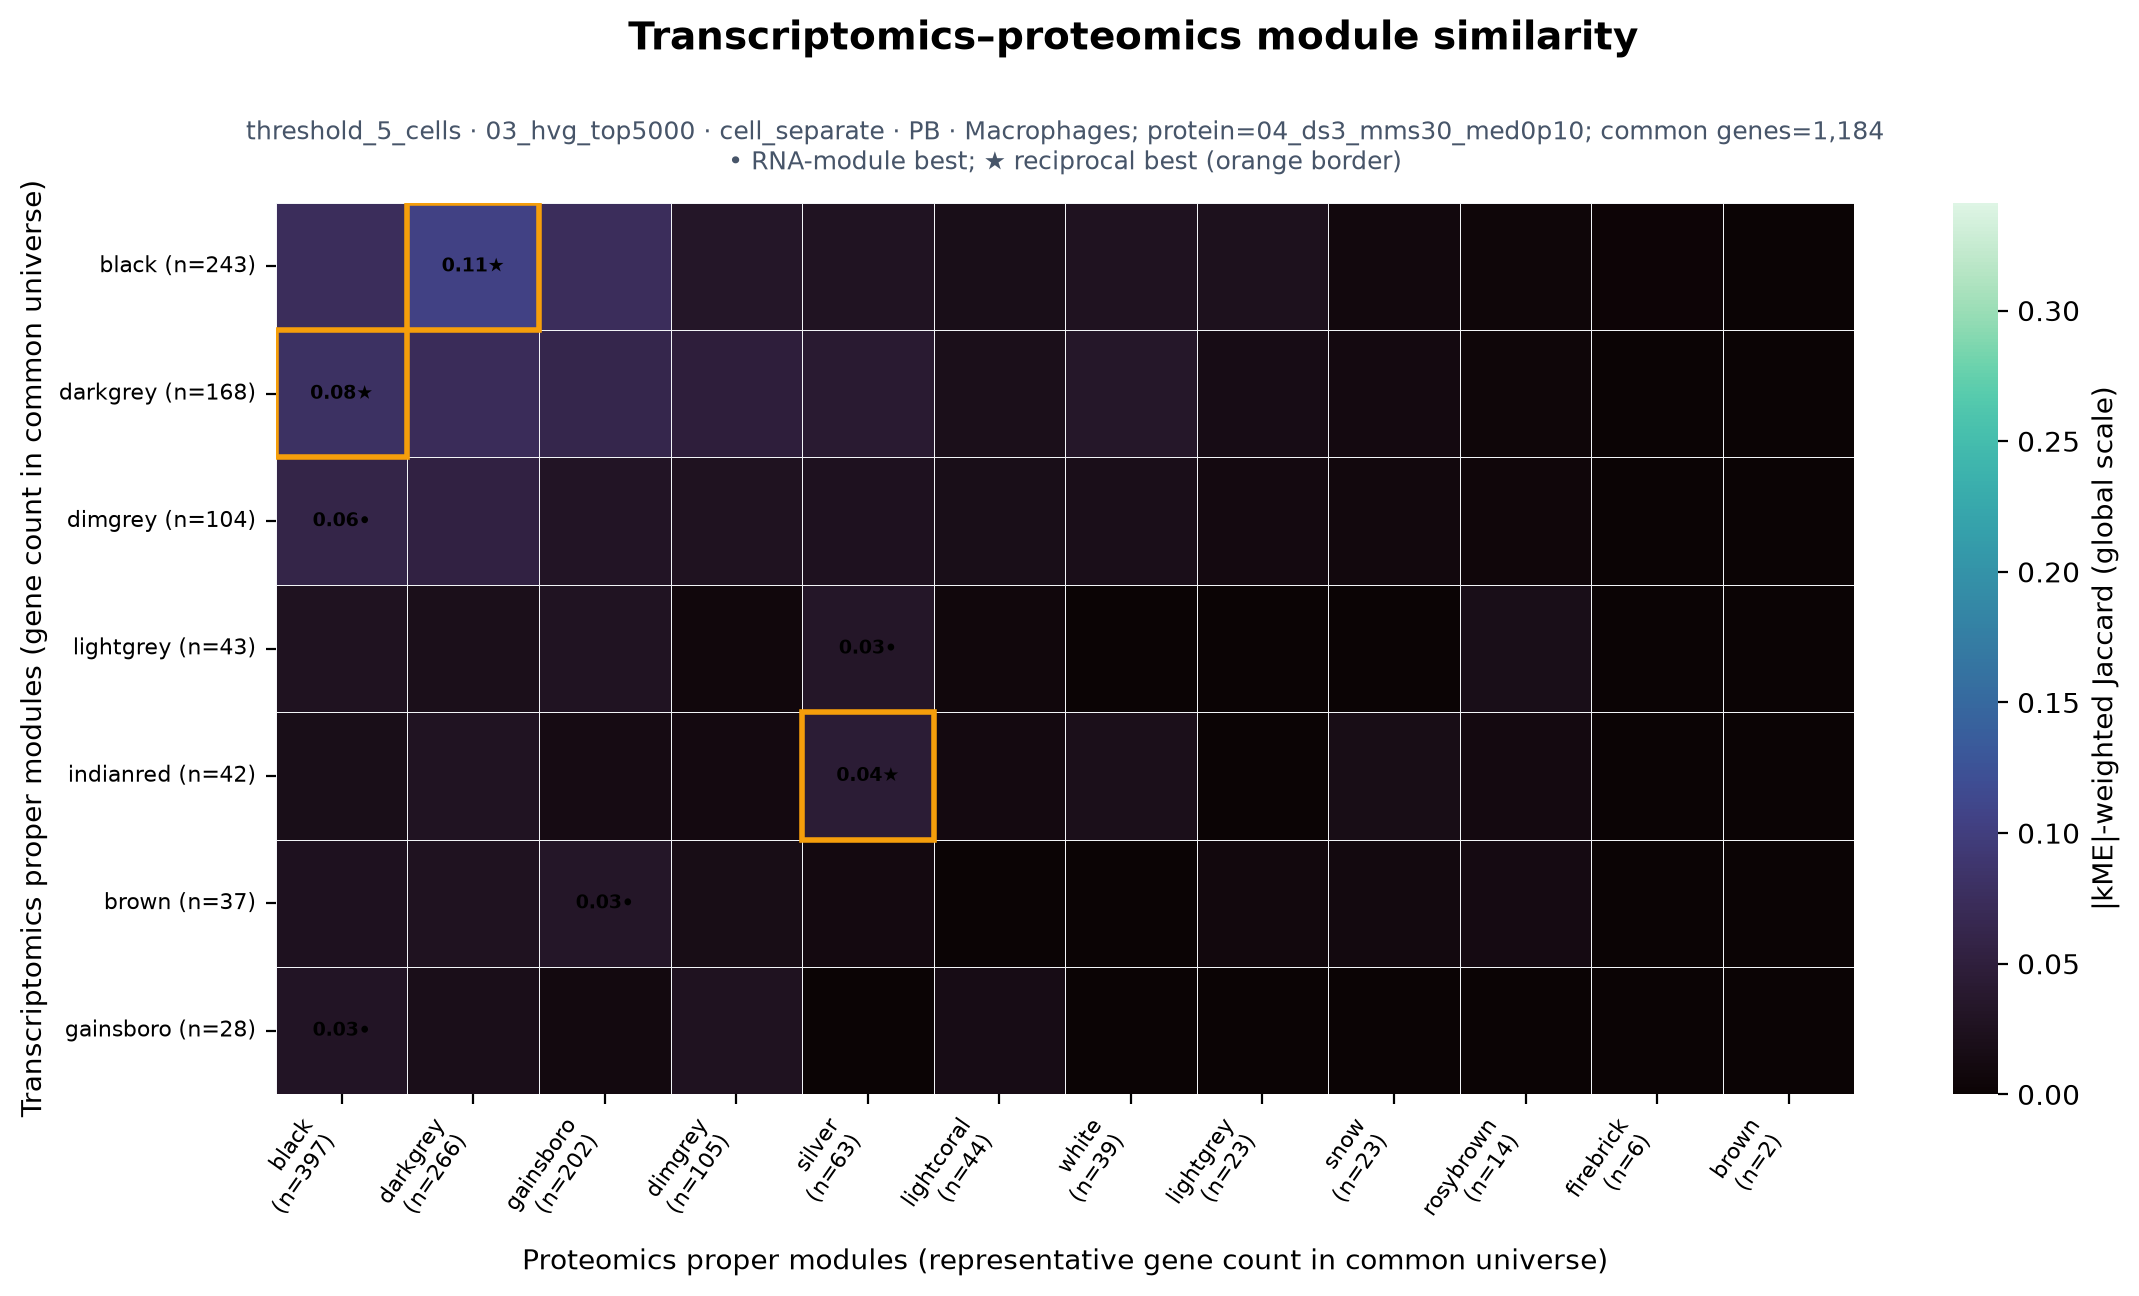 Transcriptomics–proteomics module similarity
threshold_5_cells · 03_hvg_top5000 · cell_separate · PB · Macrophages; protein=04_ds3_mms30_med0p10; common genes=1,184
• RNA-module best; ★ reciprocal best (orange border)
Transcriptomics proper modules (gene count in common universe)
black (n=243)
0.11★
darkgrey (n=168)
0.08★
dimgrey (n=104)
0.06•
lightgrey (n=43)
0.03•
indianred (n=42)
0.04★
brown (n=37)
0.03•
gainsboro (n=28)
0.03•
black
(n=397)
darkgrey
(n=266)
gainsboro
(n=202)
dimgrey
(n=105)
silver
(n=63)
lightcoral
(n=44)
white
(n=39)
lightgrey
(n=23)
snow
(n=23)
rosybrown
(n=14)
firebrick
(n=6)
brown
(n=2)
Proteomics proper modules (representative gene count in common universe)
0.30
0.25
0.20
0.15
0.10
0.05
0.00
|kME|-weighted Jaccard (global scale)